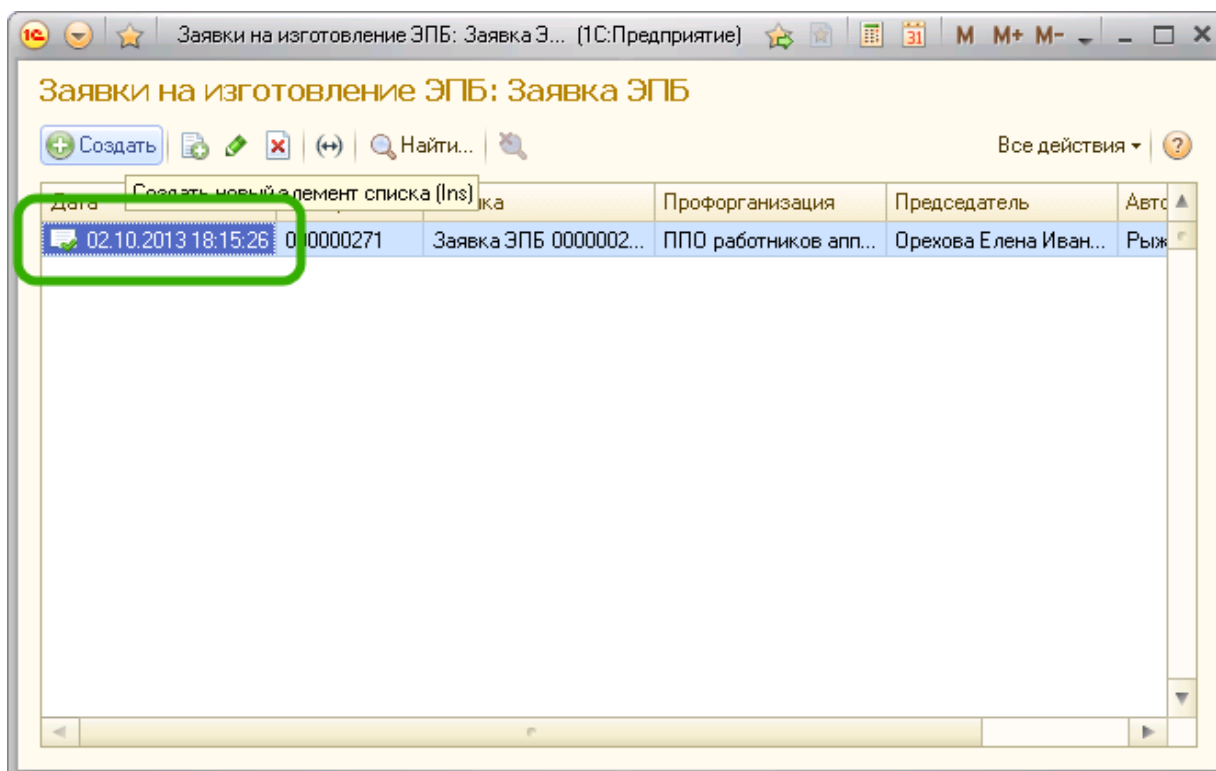 Заявки на изготовление ЭПБ: Заявка Э... (1С:Предприятие) 31 M M+ M-
Заявки на изготовление ЭПБ: Заявка ЭПБ
Создать Найти... Все действия
Создать новый элемент списка (Ins)
Дата Профорганизация Председатель
02.10.2013 18:15:26 000000271 Заявка ЭПБ 0000002... ППО работников апп... Орехова Елена Иван... Рыж